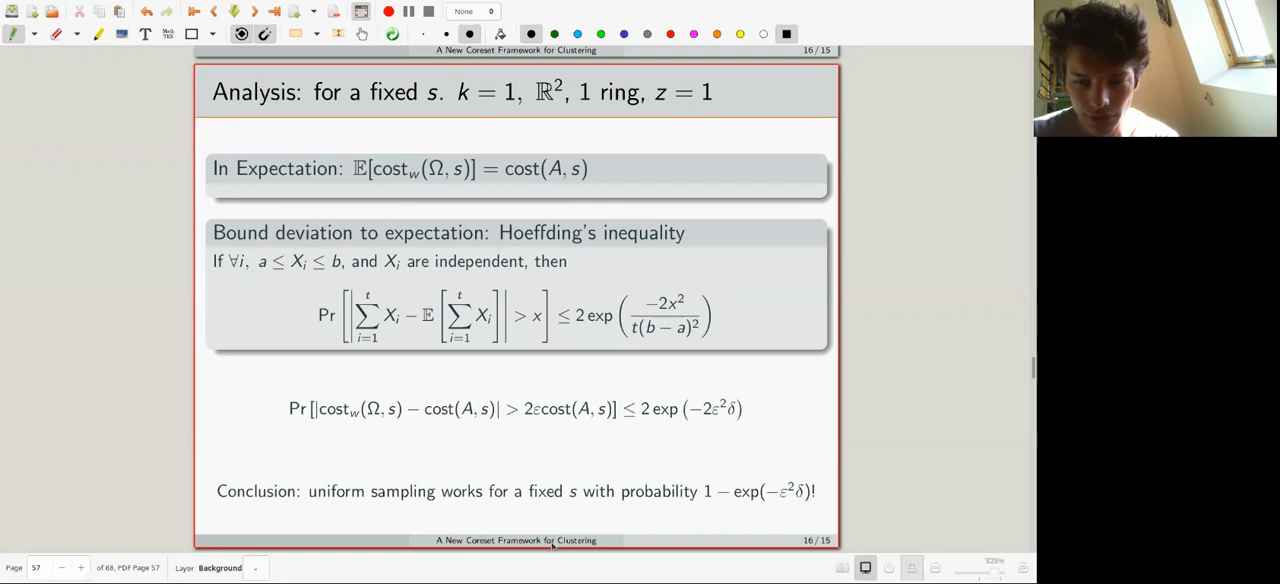 None 0
T Math TEX
A New Coreset Framework for Clustering 16 / 15
Analysis: for a fixed s. k = 1, ℝ², 1 ring, z = 1
In Expectation: 𝔼[cost_w(Ω, s)] = cost(A, s)
Bound deviation to expectation: Hoeffding's inequality
If ∀i, a ≤ X_i ≤ b, and X_i are independent, then
Pr [ | ∑_{i=1}^{t} X_i − 𝔼 [ ∑_{i=1}^{t} X_i ] | > x ] ≤ 2 exp ( −2x² / t(b − a)² )
Pr [|cost_w(Ω, s) − cost(A, s)| > 2εcost(A, s)] ≤ 2 exp (−2ε²δ)
Conclusion: uniform sampling works for a fixed s with probability 1 − exp(−ε²δ)!
A New Coreset Framework for Clustering 16 / 15
Page 57 of 88, PDF Page 57 Layer Background 328%